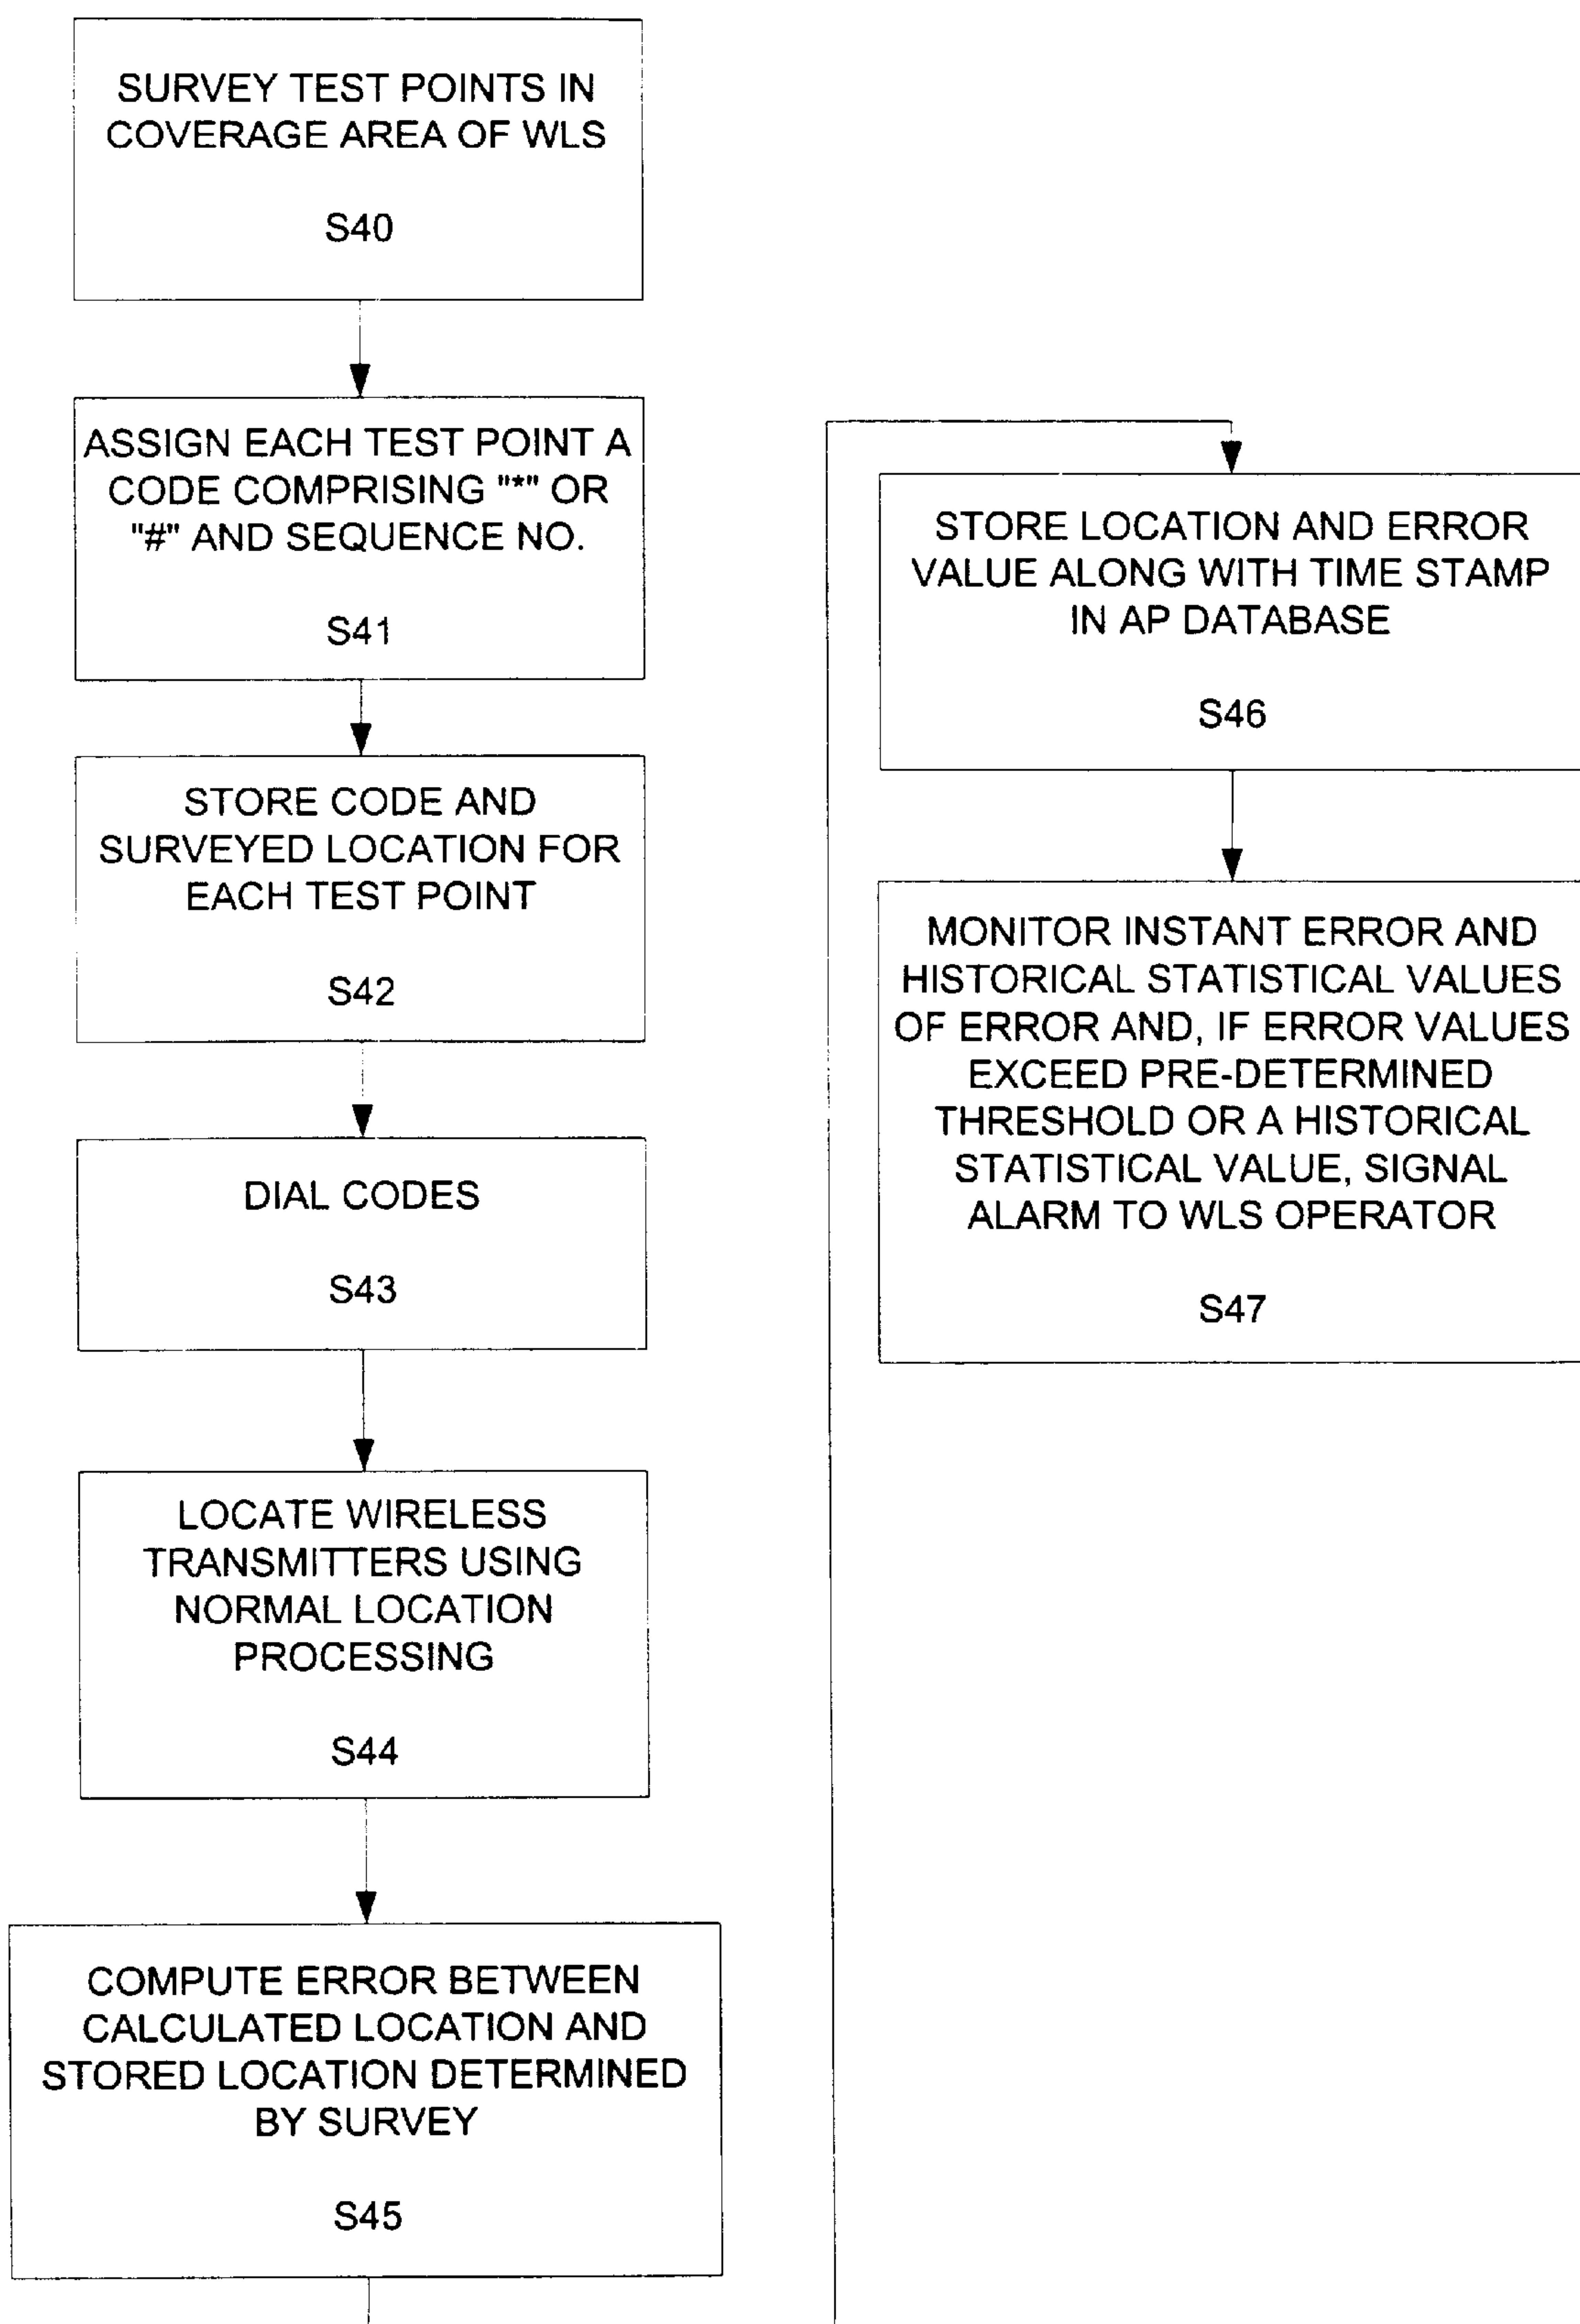 SURVEY TEST POINTS IN
COVERAGE AREA OF WLS
S40
ASSIGN EACH TEST POINT A
CODE COMPRISING "*" OR
"#" AND SEQUENCE NO.
S41
STORE CODE AND
SURVEYED LOCATION FOR
EACH TEST POINT
S42
DIAL CODES
S43
LOCATE WIRELESS
TRANSMITTERS USING
NORMAL LOCATION
PROCESSING
S44
COMPUTE ERROR BETWEEN
CALCULATED LOCATION AND
STORED LOCATION DETERMINED
BY SURVEY
S45
STORE LOCATION AND ERROR
VALUE ALONG WITH TIME STAMP
IN AP DATABASE
S46
MONITOR INSTANT ERROR AND
HISTORICAL STATISTICAL VALUES
OF ERROR AND, IF ERROR VALUES
EXCEED PRE-DETERMINED
THRESHOLD OR A HISTORICAL
STATISTICAL VALUE, SIGNAL
ALARM TO WLS OPERATOR
S47